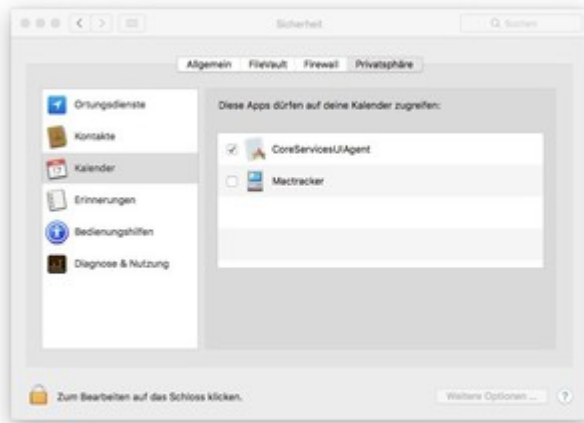 Sicherheit
Suchen
Allgemein FileVault Firewall Privatsphäre
Ortungsdienste
Kontakte
Kalender
Erinnerungen
Bedienungshilfen
Diagnose & Nutzung
Diese Apps dürfen auf deine Kalender zugreifen:
CoreServicesUIAgent
Mactracker
Zum Bearbeiten auf das Schloss klicken.
Weitere Optionen ...
?